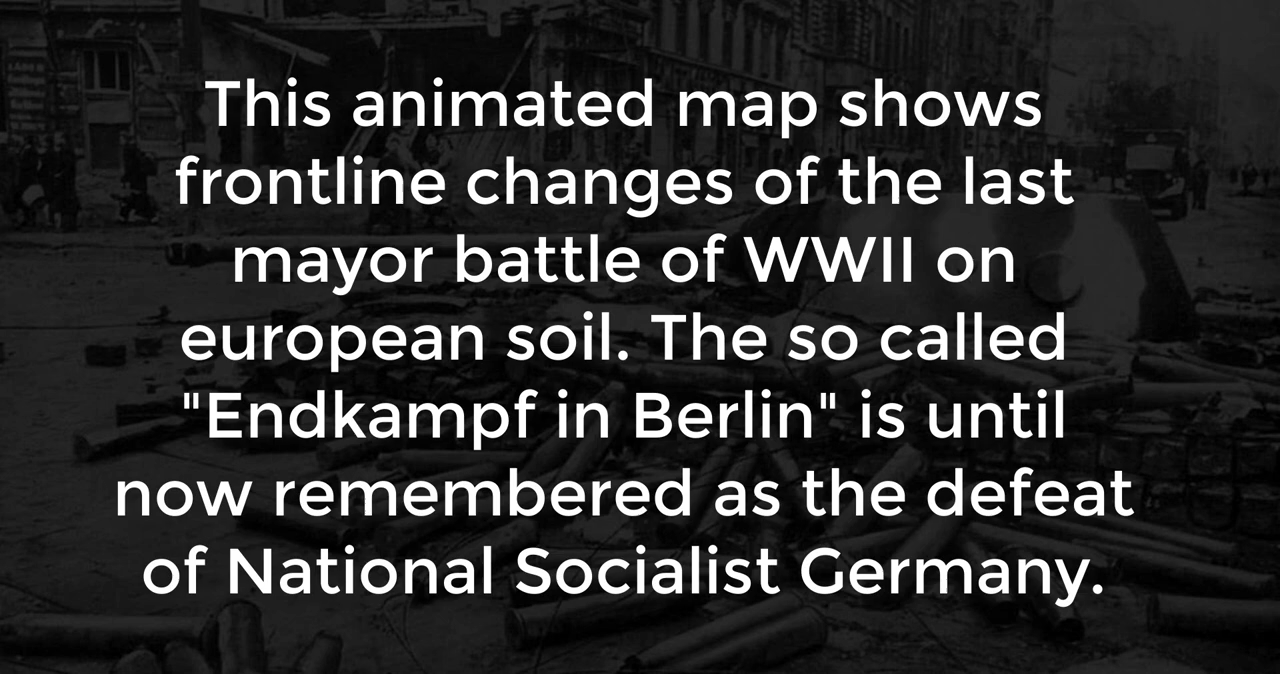 This animated map shows
frontline changes of the last
mayor battle of WWII on
european soil. The so called
"Endkampf in Berlin" is until
now remembered as the defeat
of National Socialist Germany.